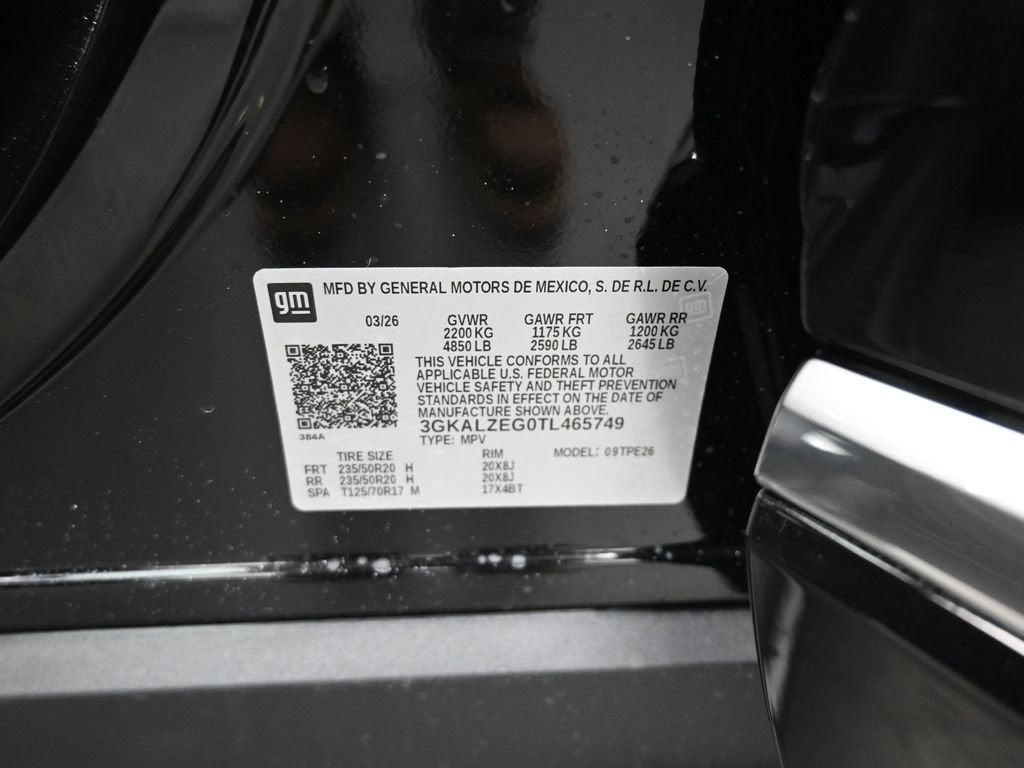 gm MFD BY GENERAL MOTORS DE MEXICO, S. DE R.L. DE C.V.
03/26 GVWR GAWR FRT GAWR RR
2200 KG 1175 KG 1200 KG
4850 LB 2590 LB 2645 LB
THIS VEHICLE CONFORMS TO ALL
APPLICABLE U.S. FEDERAL MOTOR
VEHICLE SAFETY AND THEFT PREVENTION
STANDARDS IN EFFECT ON THE DATE OF
MANUFACTURE SHOWN ABOVE.
3GKALZEG0TL465749
384A TYPE: MPV
TIRE SIZE RIM MODEL: 09TPE26
FRT 235/50R20 H 20X8J
RR 235/50R20 H 20X8J
SPA T125/70R17 M 17X4BT